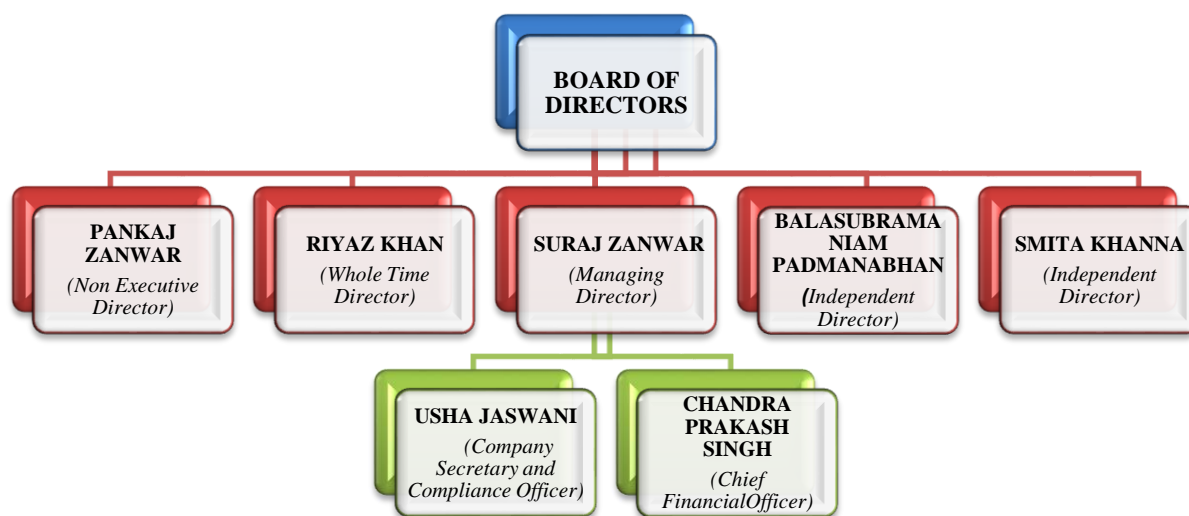 BOARD OF
DIRECTORS
PANKAJ
ZANWAR
(Non Executive
Director)
RIYAZ KHAN
(Whole Time
Director)
SURAJ ZANWAR
(Managing
Director)
BALASUBRAMA
NIAM
PADMANABHAN
(Independent
Director)
SMITA KHANNA
(Independent
Director)
USHA JASWANI
(Company
Secretary and
Compliance Officer)
CHANDRA
PRAKASH
SINGH
(Chief
FinancialOfficer)